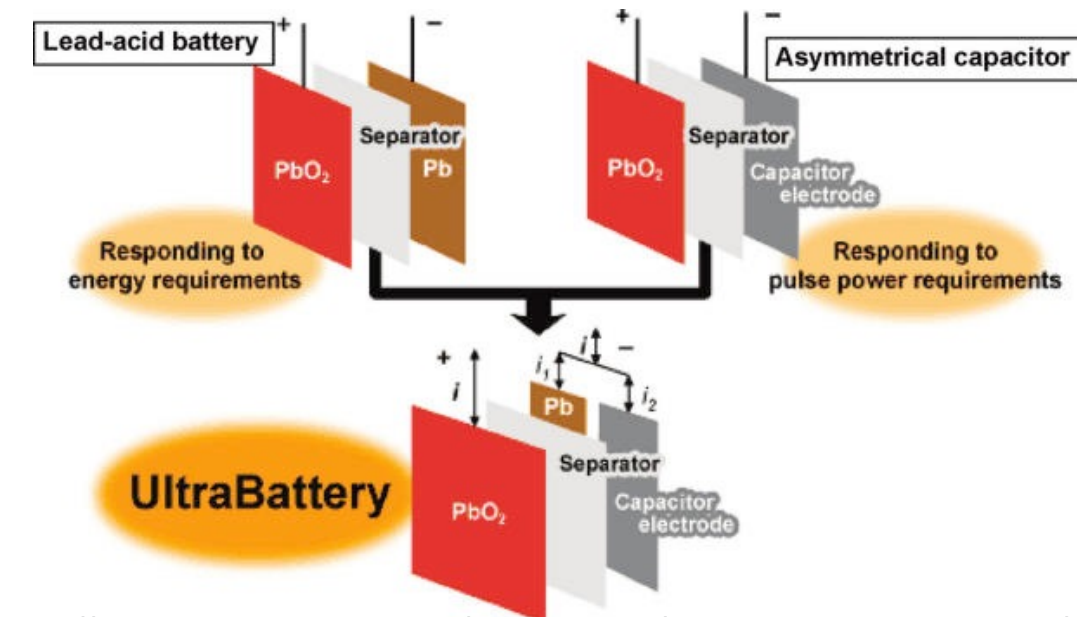 Lead-acid battery
+
−
+
−
Asymmetrical capacitor
Separator
PbO₂
Pb
Separator
PbO₂
Capacitor
electrode
Responding to
energy requirements
Responding to
pulse power requirements
+
i
−
i
i₁
i₂
Pb
UltraBattery
Separator
PbO₂
Capacitor
electrode